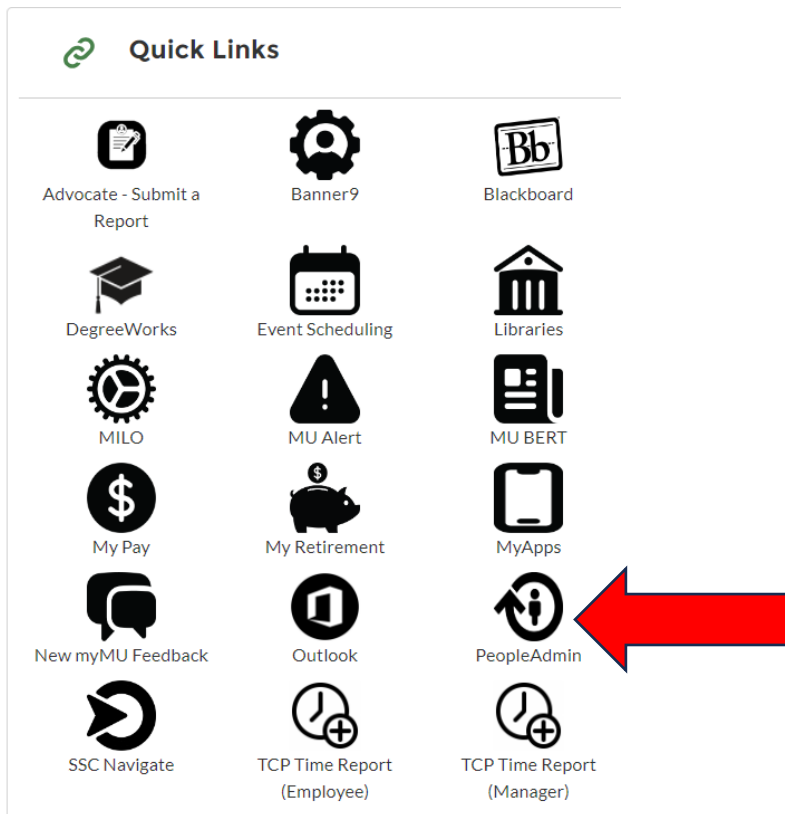 Quick Links
Bb
Advocate - Submit a
Report
Banner9
Blackboard
DegreeWorks
Event Scheduling
Libraries
MILO
MU Alert
MU BERT
$
$
My Pay
My Retirement
MyApps
New myMU Feedback
Outlook
PeopleAdmin
SSC Navigate
TCP Time Report
(Employee)
TCP Time Report
(Manager)